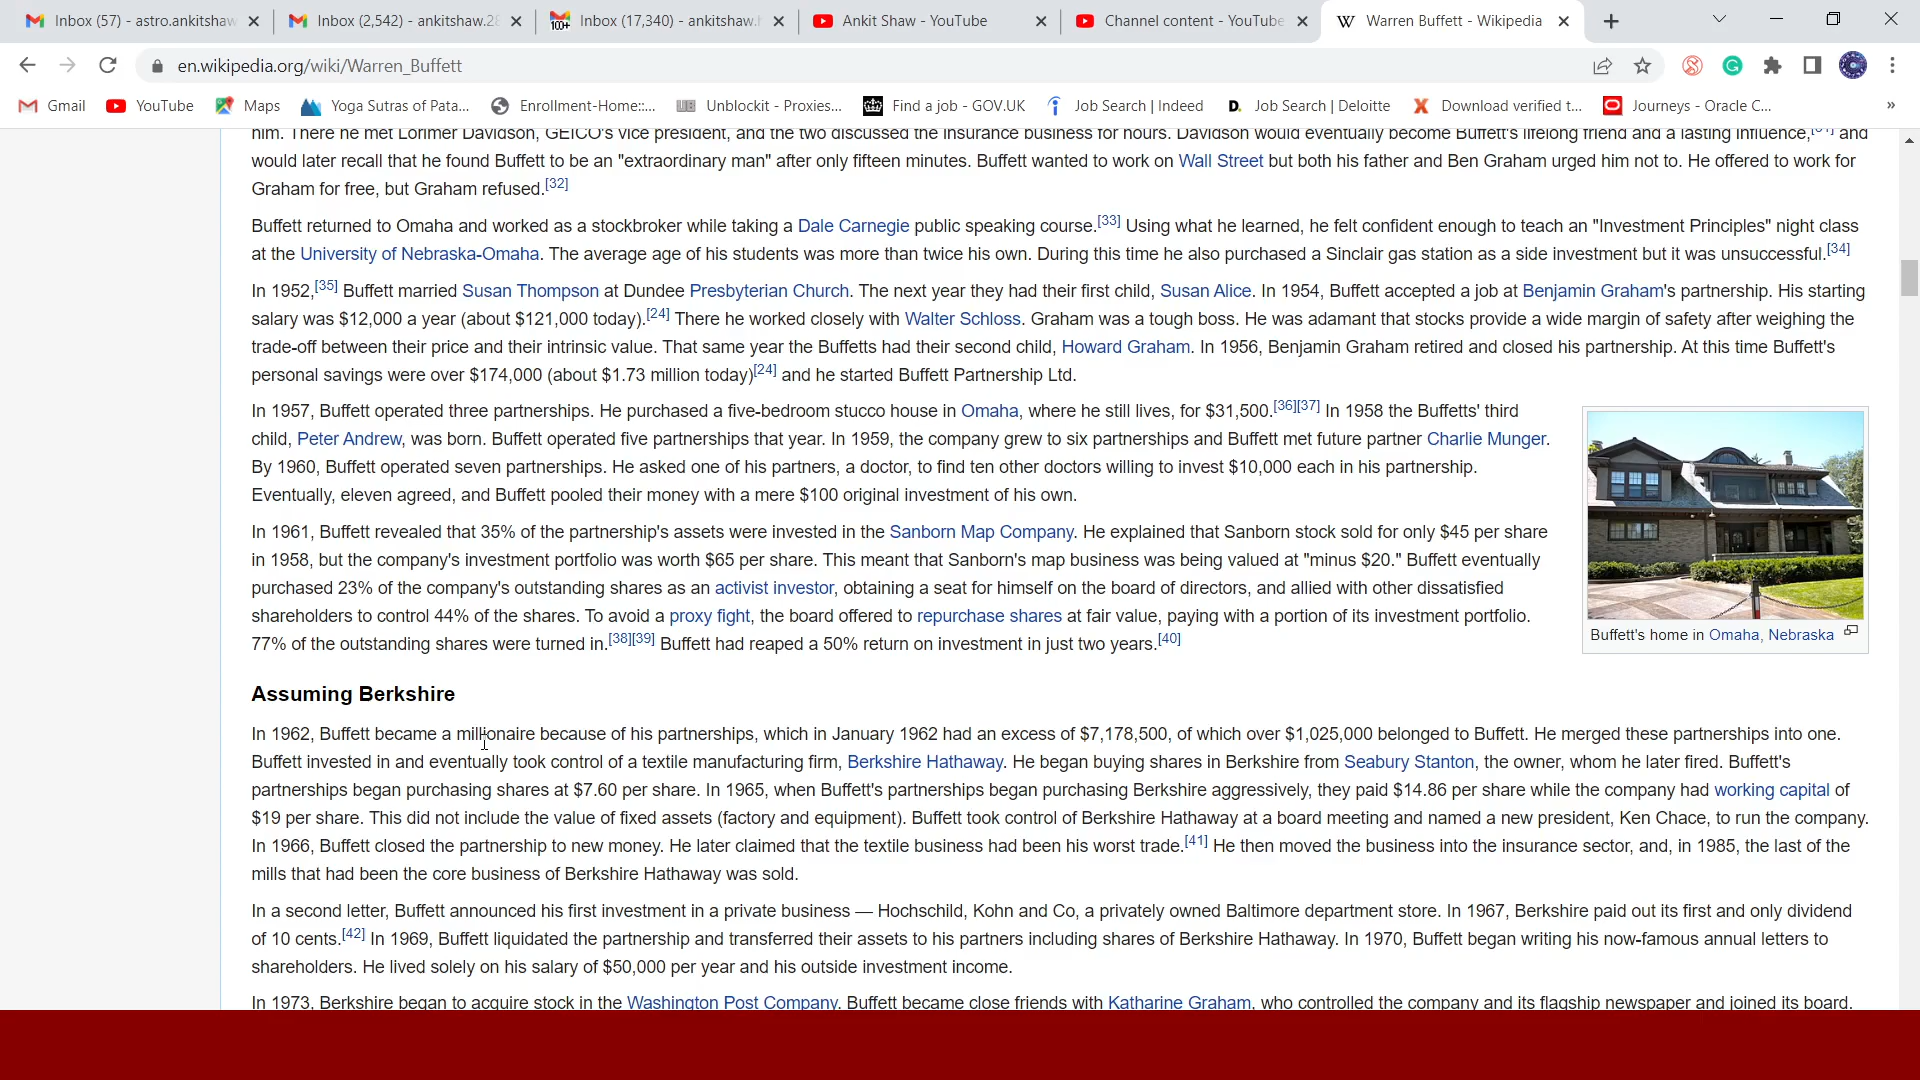 Inbox (57) - astro.ankitshaw
Inbox (2,542) - ankitshaw.28
Inbox (17,340) - ankitshaw.h
Ankit Shaw - YouTube
Channel content - YouTube
Warren Buffett - Wikipedia
en.wikipedia.org/wiki/Warren_Buffett
Gmail
YouTube
Maps
Yoga Sutras of Pata...
Enrollment-Home::...
Unblockit - Proxies...
Find a job - GOV.UK
Job Search | Indeed
Job Search | Deloitte
Download verified t...
Journeys - Oracle C...
him. There he met Lorimer Davidson, GEICO's vice president, and the two discussed the insurance business for hours. Davidson would eventually become Buffett's lifelong friend and a lasting influence, and
would later recall that he found Buffett to be an "extraordinary man" after only fifteen minutes. Buffett wanted to work on Wall Street but both his father and Ben Graham urged him not to. He offered to work for
Graham for free, but Graham refused.[32]
Buffett returned to Omaha and worked as a stockbroker while taking a Dale Carnegie public speaking course.[33] Using what he learned, he felt confident enough to teach an "Investment Principles" night class
at the University of Nebraska-Omaha. The average age of his students was more than twice his own. During this time he also purchased a Sinclair gas station as a side investment but it was unsuccessful.[34]
In 1952,[35] Buffett married Susan Thompson at Dundee Presbyterian Church. The next year they had their first child, Susan Alice. In 1954, Buffett accepted a job at Benjamin Graham's partnership. His starting
salary was $12,000 a year (about $121,000 today).[24] There he worked closely with Walter Schloss. Graham was a tough boss. He was adamant that stocks provide a wide margin of safety after weighing the
trade-off between their price and their intrinsic value. That same year the Buffetts had their second child, Howard Graham. In 1956, Benjamin Graham retired and closed his partnership. At this time Buffett's
personal savings were over $174,000 (about $1.73 million today)[24] and he started Buffett Partnership Ltd.
In 1957, Buffett operated three partnerships. He purchased a five-bedroom stucco house in Omaha, where he still lives, for $31,500.[36][37] In 1958 the Buffetts' third
child, Peter Andrew, was born. Buffett operated five partnerships that year. In 1959, the company grew to six partnerships and Buffett met future partner Charlie Munger.
By 1960, Buffett operated seven partnerships. He asked one of his partners, a doctor, to find ten other doctors willing to invest $10,000 each in his partnership.
Eventually, eleven agreed, and Buffett pooled their money with a mere $100 original investment of his own.
In 1961, Buffett revealed that 35% of the partnership's assets were invested in the Sanborn Map Company. He explained that Sanborn stock sold for only $45 per share
in 1958, but the company's investment portfolio was worth $65 per share. This meant that Sanborn's map business was being valued at "minus $20." Buffett eventually
purchased 23% of the company's outstanding shares as an activist investor, obtaining a seat for himself on the board of directors, and allied with other dissatisfied
shareholders to control 44% of the shares. To avoid a proxy fight, the board offered to repurchase shares at fair value, paying with a portion of its investment portfolio.
77% of the outstanding shares were turned in.[38][39] Buffett had reaped a 50% return on investment in just two years.[40]
Buffett's home in Omaha, Nebraska
Assuming Berkshire
In 1962, Buffett became a millionaire because of his partnerships, which in January 1962 had an excess of $7,178,500, of which over $1,025,000 belonged to Buffett. He merged these partnerships into one.
Buffett invested in and eventually took control of a textile manufacturing firm, Berkshire Hathaway. He began buying shares in Berkshire from Seabury Stanton, the owner, whom he later fired. Buffett's
partnerships began purchasing shares at $7.60 per share. In 1965, when Buffett's partnerships began purchasing Berkshire aggressively, they paid $14.86 per share while the company had working capital of
$19 per share. This did not include the value of fixed assets (factory and equipment). Buffett took control of Berkshire Hathaway at a board meeting and named a new president, Ken Chace, to run the company.
In 1966, Buffett closed the partnership to new money. He later claimed that the textile business had been his worst trade.[41] He then moved the business into the insurance sector, and, in 1985, the last of the
mills that had been the core business of Berkshire Hathaway was sold.
In a second letter, Buffett announced his first investment in a private business — Hochschild, Kohn and Co, a privately owned Baltimore department store. In 1967, Berkshire paid out its first and only dividend
of 10 cents.[42] In 1969, Buffett liquidated the partnership and transferred their assets to his partners including shares of Berkshire Hathaway. In 1970, Buffett began writing his now-famous annual letters to
shareholders. He lived solely on his salary of $50,000 per year and his outside investment income.
In 1973, Berkshire began to acquire stock in the Washington Post Company. Buffett became close friends with Katharine Graham, who controlled the company and its flagship newspaper and joined its board.